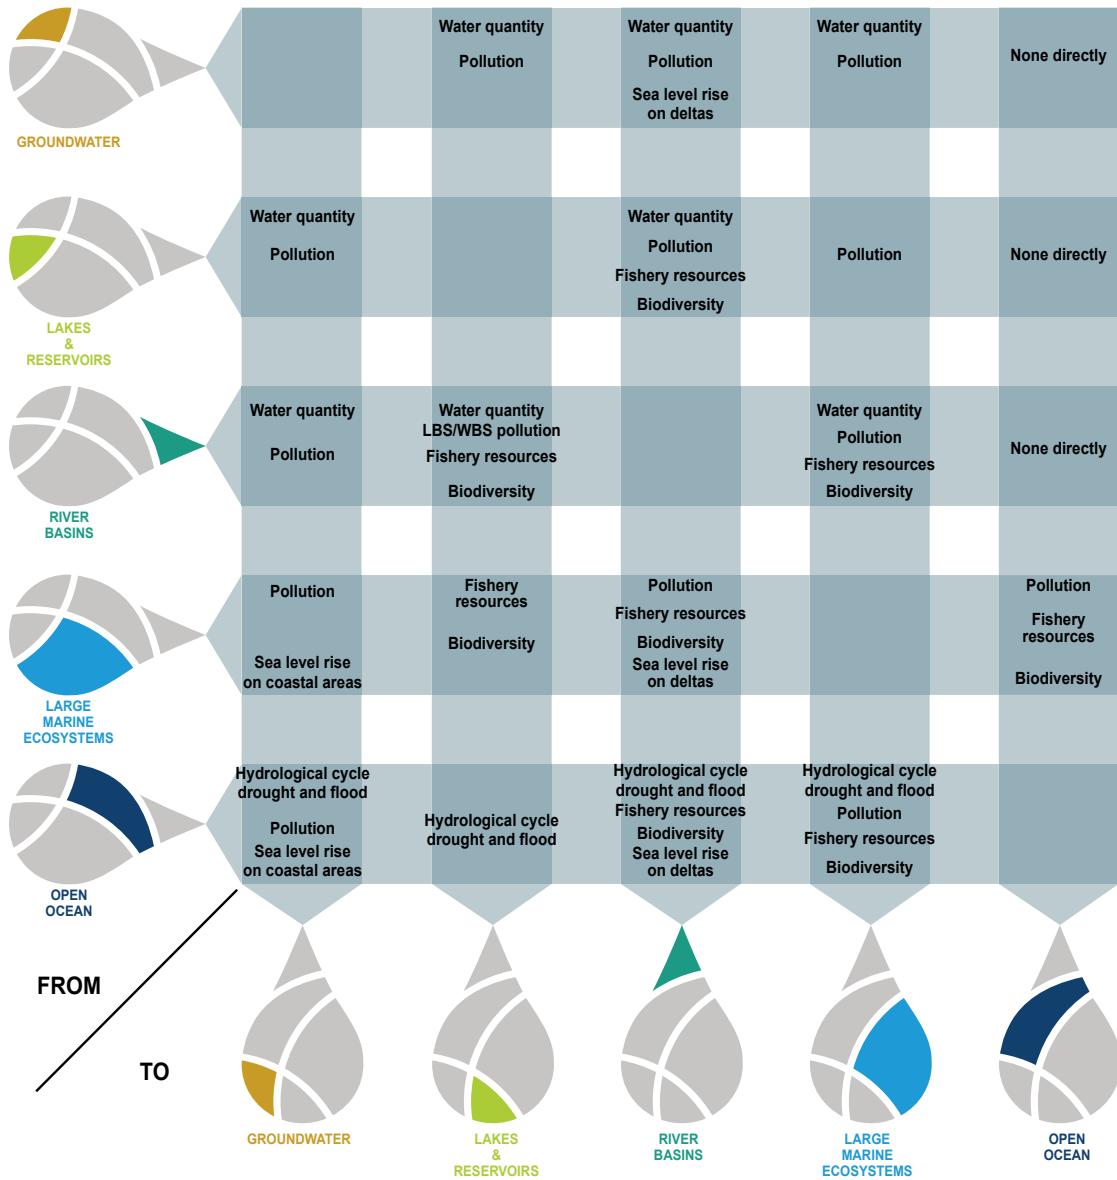 Water quantity
Pollution
Water quantity
Pollution
Sea level rise
on deltas
Water quantity
Pollution
None directly
GROUNDWATER
Water quantity
Pollution
Water quantity
Pollution
Fishery resources
Biodiversity
Pollution
None directly
LAKES
&
RESERVOIRS
Water quantity
Pollution
Water quantity
LBS/WBS pollution
Fishery resources
Biodiversity
Water quantity
Pollution
Fishery resources
Biodiversity
None directly
RIVER
BASINS
Pollution
Sea level rise
on coastal areas
Fishery
resources
Biodiversity
Pollution
Fishery resources
Biodiversity
Sea level rise
on deltas
Pollution
Fishery
resources
Biodiversity
LARGE
MARINE
ECOSYSTEMS
Hydrological cycle
drought and flood
Pollution
Sea level rise
on coastal areas
Hydrological cycle
drought and flood
Hydrological cycle
drought and flood
Fishery resources
Biodiversity
Sea level rise
on deltas
Hydrological cycle
drought and flood
Pollution
Fishery resources
Biodiversity
OPEN
OCEAN
FROM
TO
GROUNDWATER
LAKES
&
RESERVOIRS
RIVER
BASINS
LARGE
MARINE
ECOSYSTEMS
OPEN
OCEAN